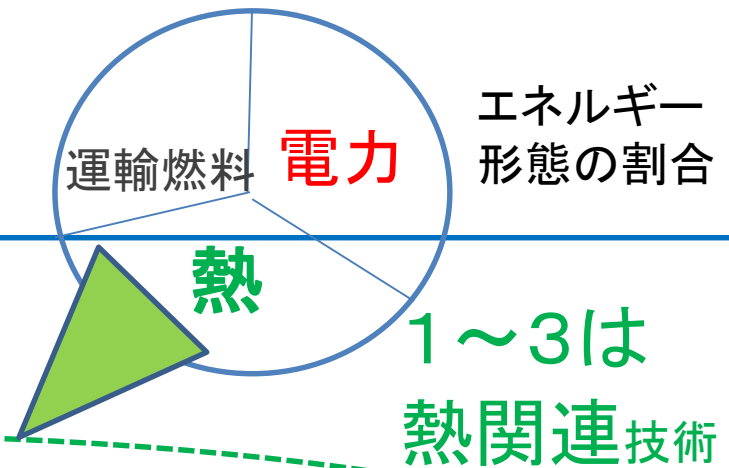 エネルギー
形態の割合
運輸燃料
電力
熱
1～3は
熱関連技術